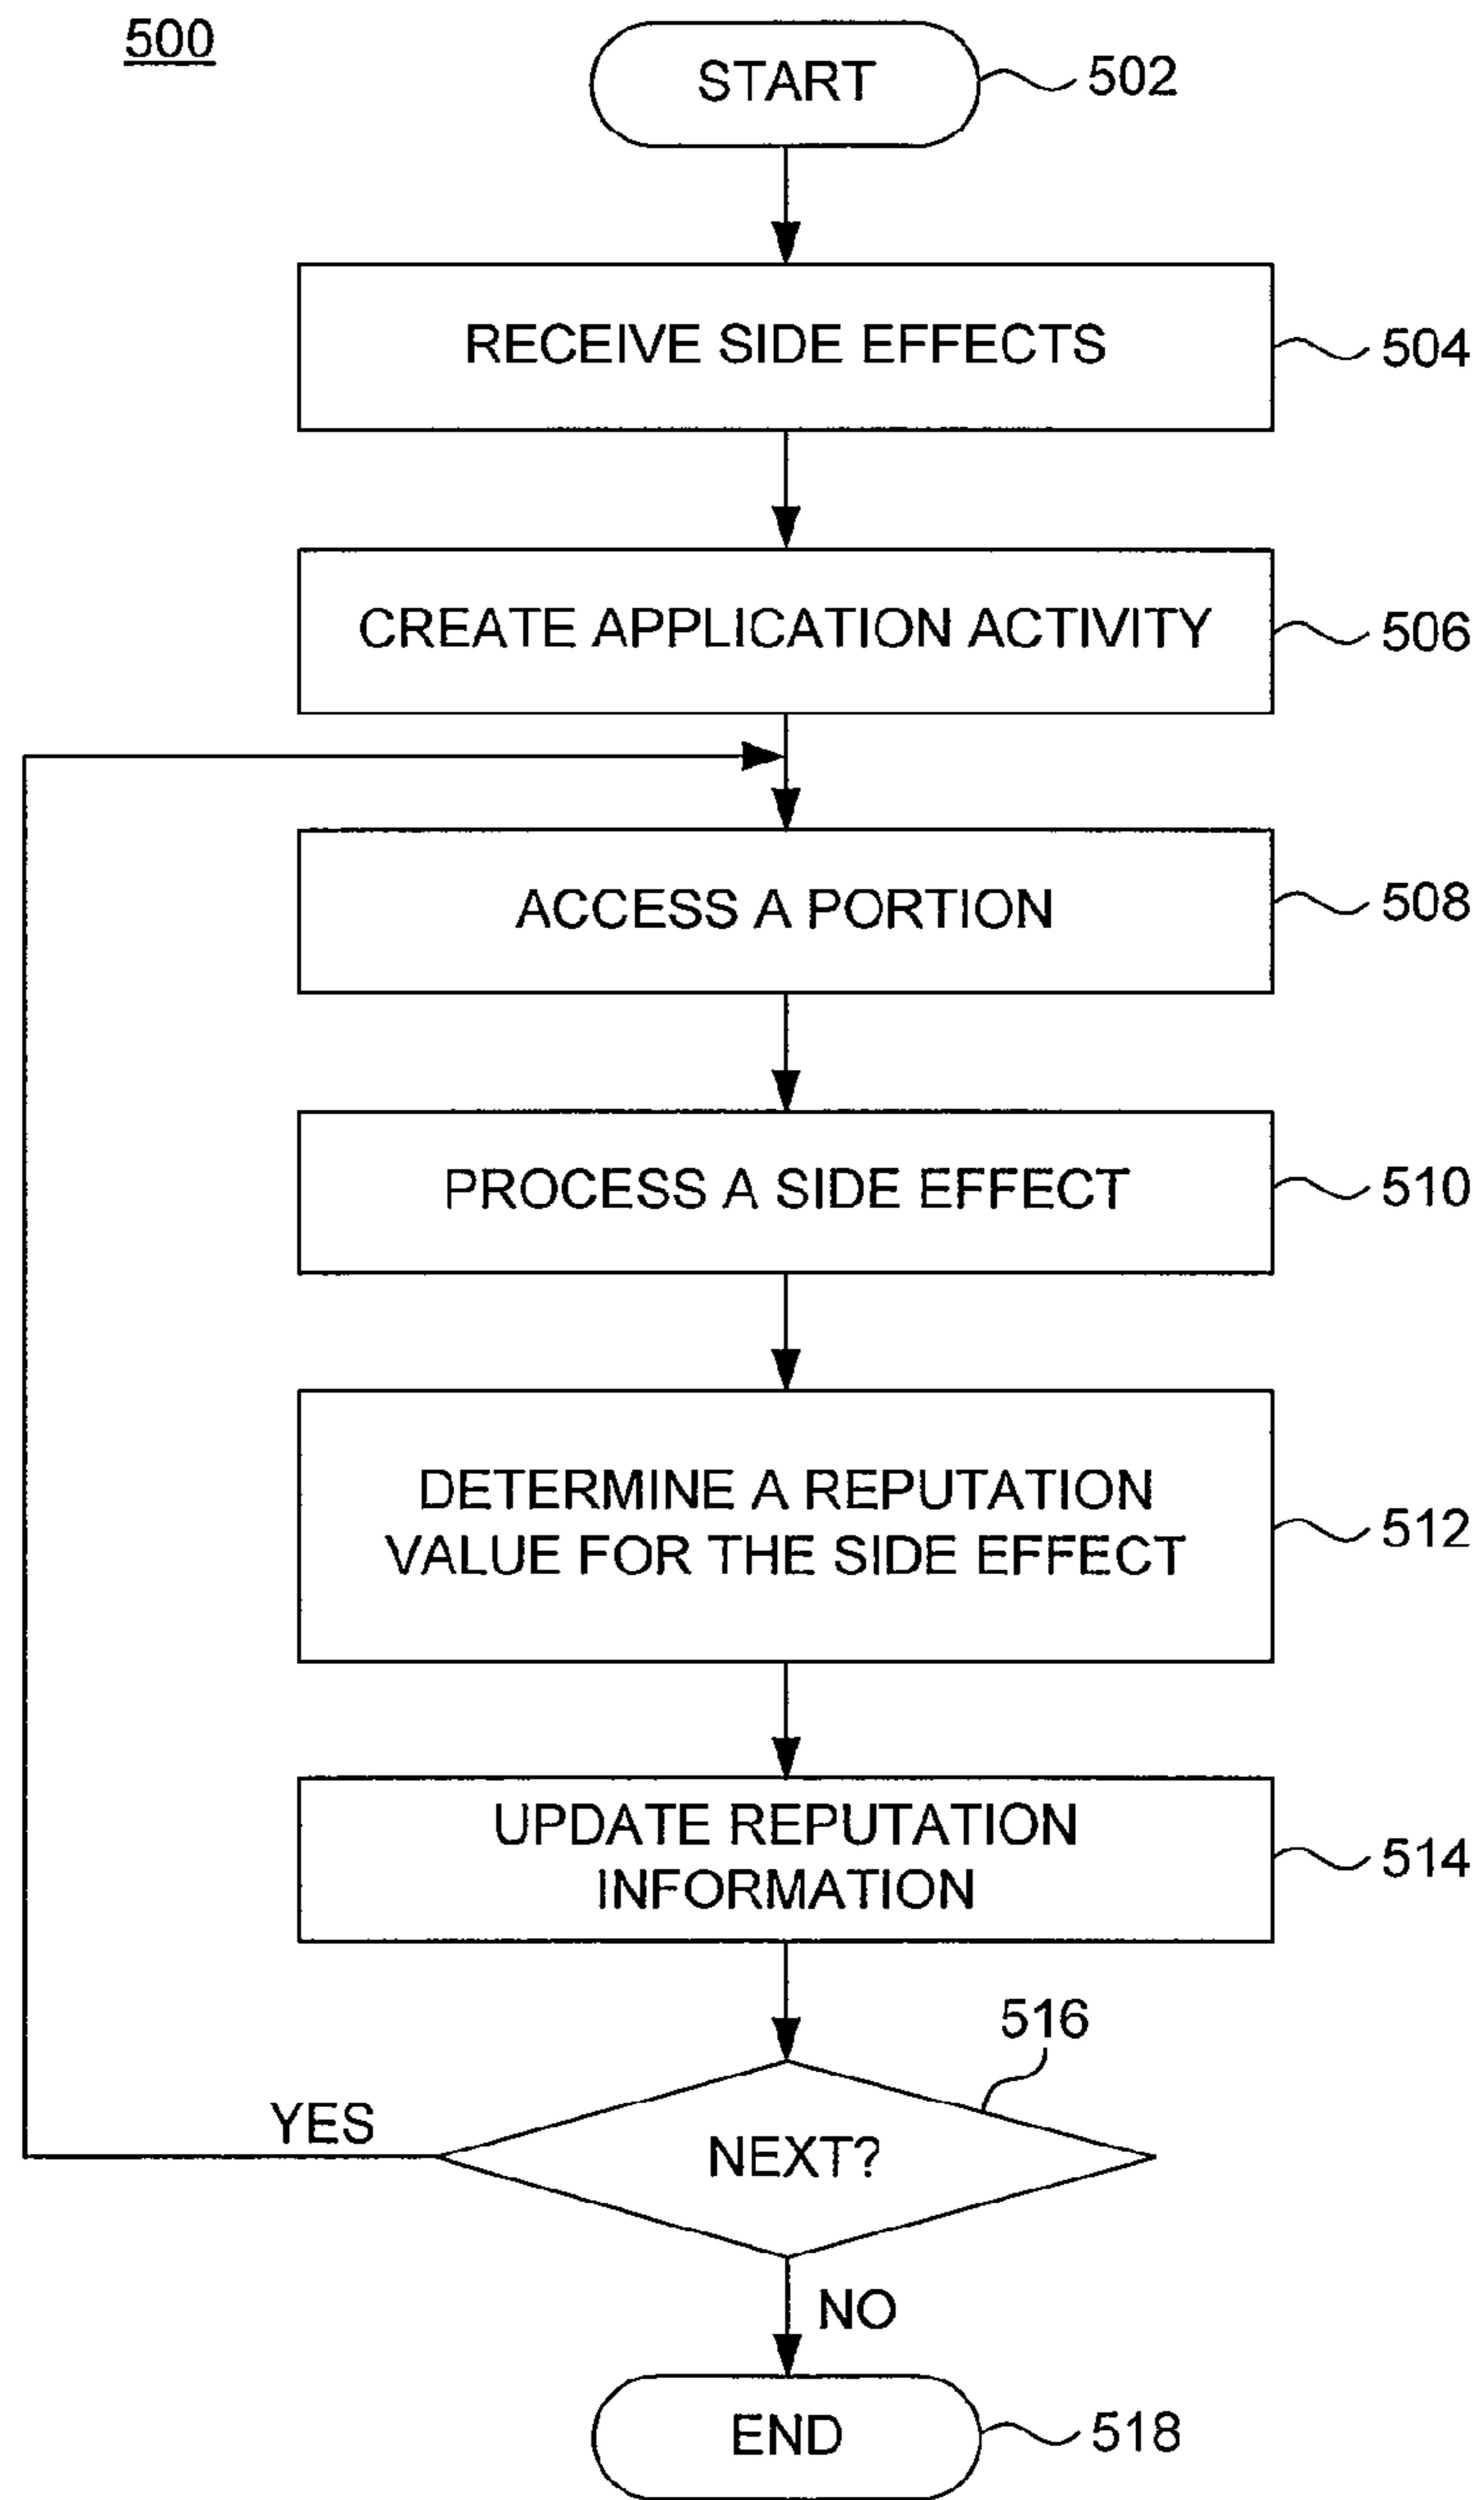 500
START
502
RECEIVE SIDE EFFECTS
504
CREATE APPLICATION ACTIVITY
506
ACCESS A PORTION
508
PROCESS A SIDE EFFECT
510
DETERMINE A REPUTATION
VALUE FOR THE SIDE EFFECT
512
UPDATE REPUTATION
INFORMATION
514
516
YES
NEXT?
NO
END
518